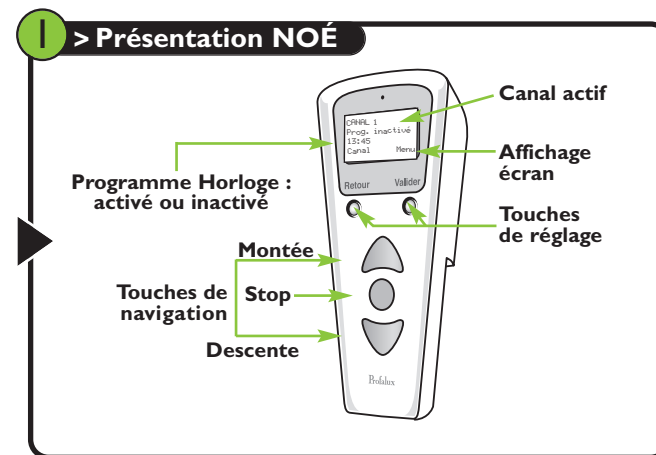 1 > Présentation NOÉ
Canal actif
CANAL 1
Prog. inactivé
13:45
Canal Menu
Affichage
écran
Programme Horloge :
activé ou inactivé
Retour Valider
Touches
de réglage
Montée
Touches de
navigation
Stop
Descente
Profalux